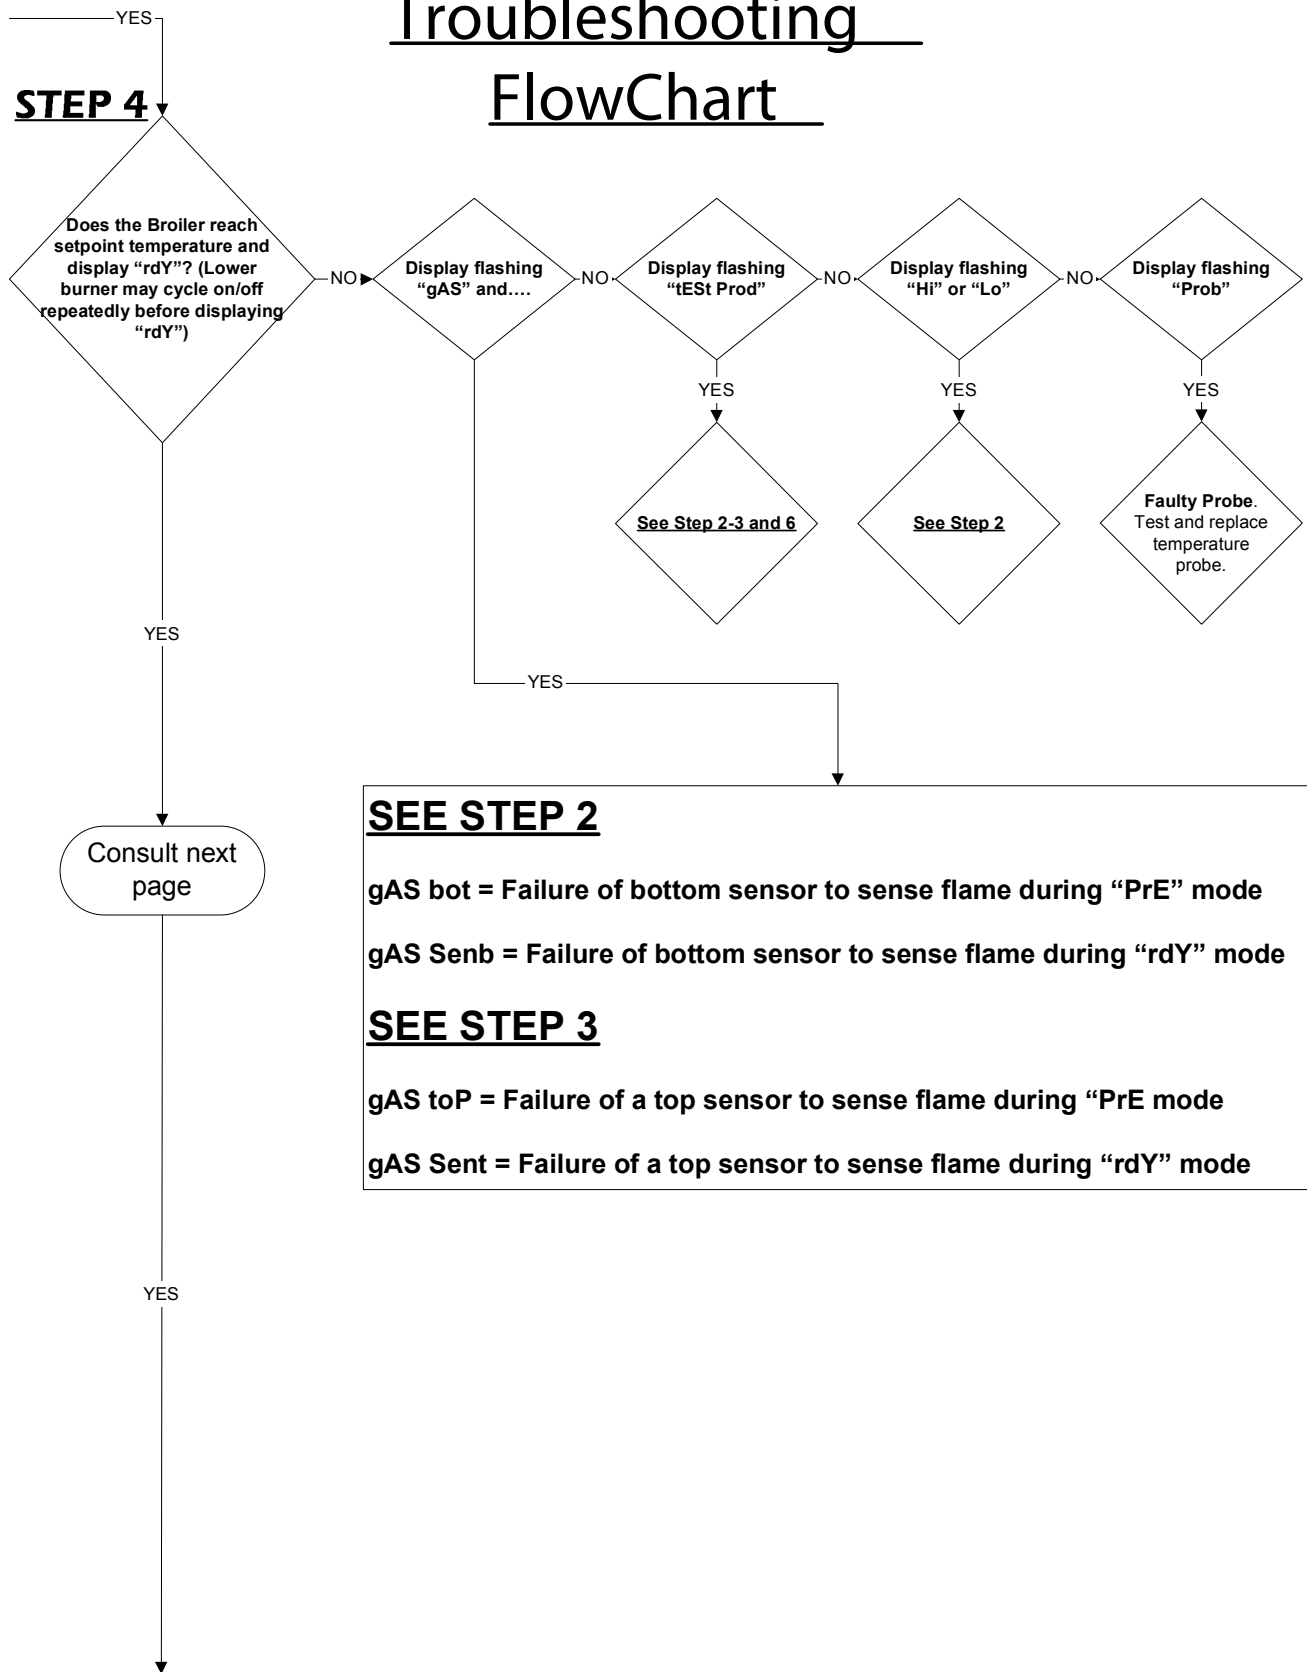 YES
Troubleshooting
FlowChart
STEP 4
Does the Broiler reach
setpoint temperature and
display “rdY”? (Lower
burner may cycle on/off
repeatedly before displaying
“rdY”)
NO
Display flashing
“gAS” and….
NO
Display flashing
“tESt Prod”
NO
Display flashing
“Hi” or “Lo”
NO
Display flashing
“Prob”
YES
YES
YES
See Step 2-3 and 6
See Step 2
Faulty Probe.
Test and replace
temperature
probe.
YES
YES
Consult next
page
SEE STEP 2
gAS bot = Failure of bottom sensor to sense flame during “PrE” mode
gAS Senb = Failure of bottom sensor to sense flame during “rdY” mode
SEE STEP 3
gAS toP = Failure of a top sensor to sense flame during “PrE mode
gAS Sent = Failure of a top sensor to sense flame during “rdY” mode
YES